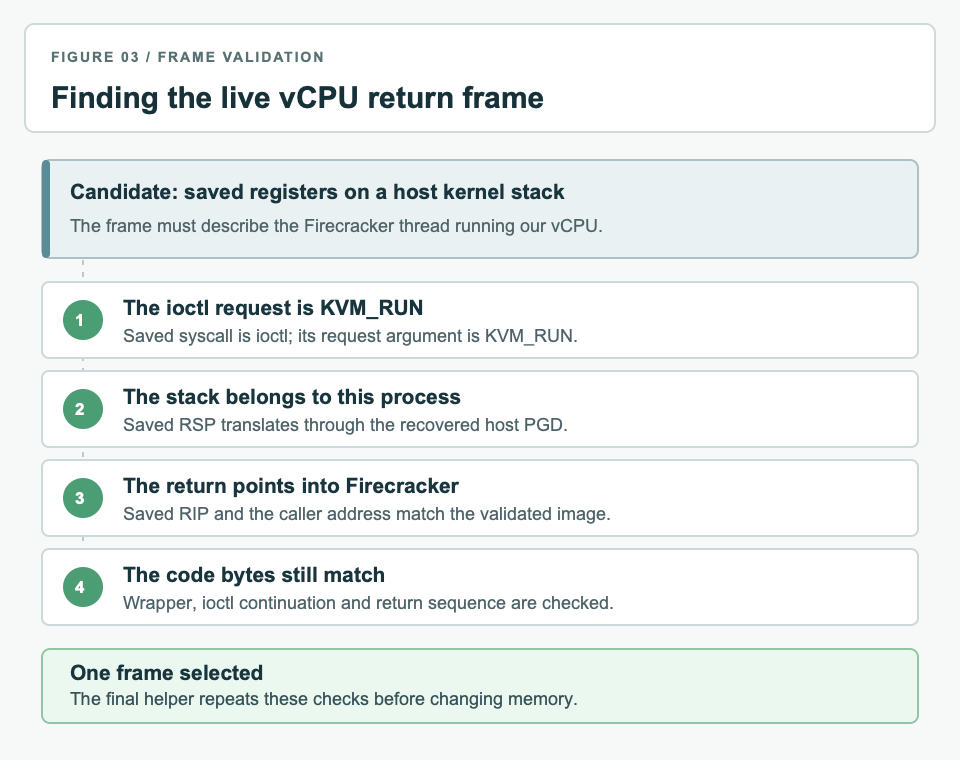 FIGURE 03 / FRAME VALIDATION
Finding the live vCPU return frame
Candidate: saved registers on a host kernel stack
The frame must describe the Firecracker thread running our vCPU.
1
The ioctl request is KVM_RUN
Saved syscall is ioctl; its request argument is KVM_RUN.
2
The stack belongs to this process
Saved RSP translates through the recovered host PGD.
3
The return points into Firecracker
Saved RIP and the caller address match the validated image.
4
The code bytes still match
Wrapper, ioctl continuation and return sequence are checked.
One frame selected
The final helper repeats these checks before changing memory.